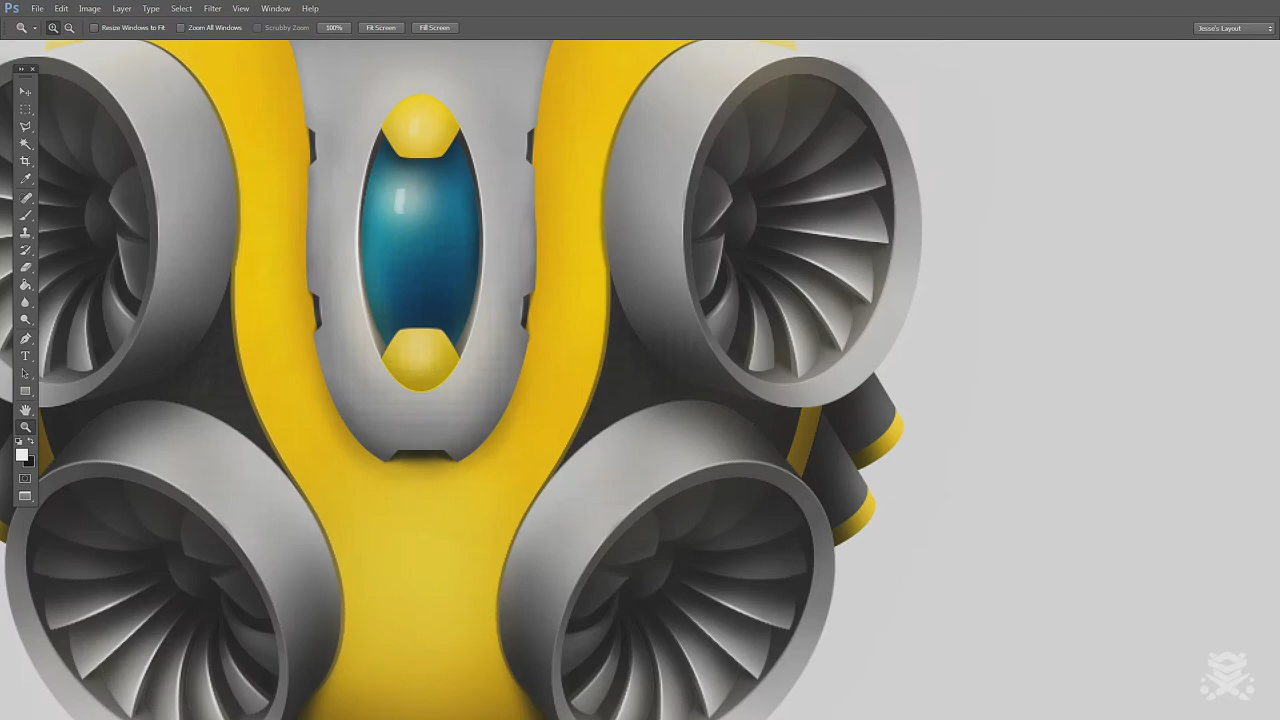 Ps File Edit Image Layer Type Select Filter View Window Help
Resize Windows to Fit Zoom All Windows Scrubby Zoom 100% Fit Screen Fill Screen Jesse's Layout
T